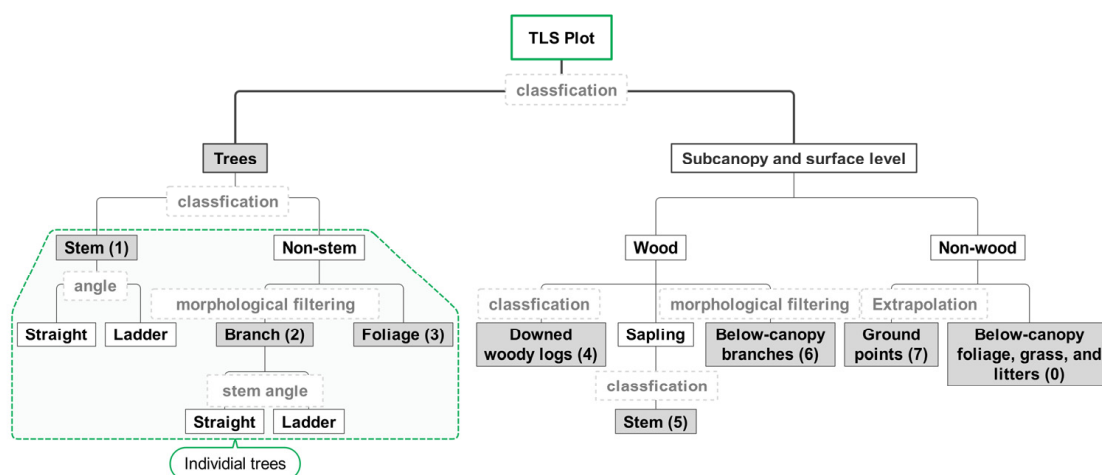 TLS Plot
classfication
Trees
Subcanopy and surface level
classfication
Stem (1)
Non-stem
Wood
Non-wood
angle
morphological filtering
classfication
morphological filtering
Extrapolation
Straight
Ladder
Branch (2)
Foliage (3)
Downed
woody logs (4)
Sapling
Below-canopy
branches (6)
Ground
points (7)
Below-canopy
foliage, grass, and
litters (0)
stem angle
classfication
Straight
Ladder
Stem (5)
Individial trees